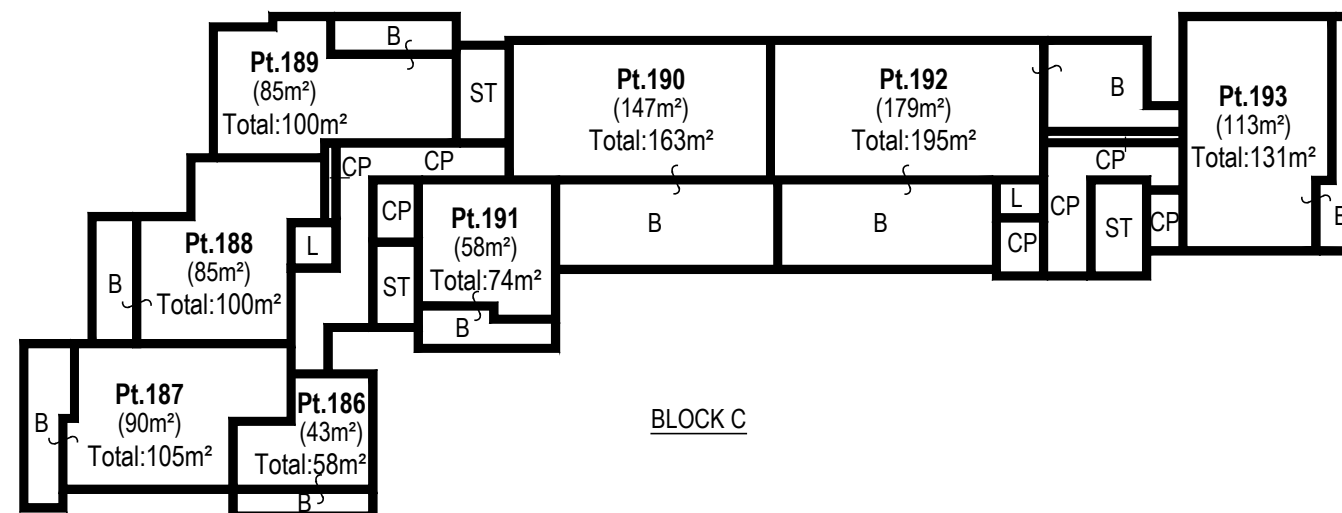 B
Pt.189
(85m²)
Total:100m²
ST
Pt.190
(147m²)
Total:163m²
Pt.192
(179m²)
Total:195m²
B
Pt.193
(113m²)
Total:131m²
CP
CP
CP
Pt.188
(85m²)
Total:100m²
B
L
CP
ST
Pt.191
(58m²)
Total:74m²
B
B
B
L
CP
CP
ST
CP
B
Pt.187
(90m²)
Total:105m²
B
Pt.186
(43m²)
Total:58m²
B
BLOCK C